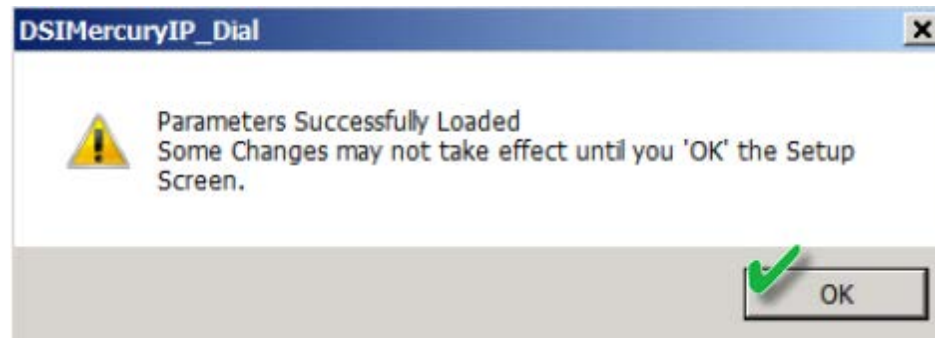 DSIMercuryIP_Dial
Parameters Successfully Loaded
Some Changes may not take effect until you 'OK' the Setup
Screen.
OK